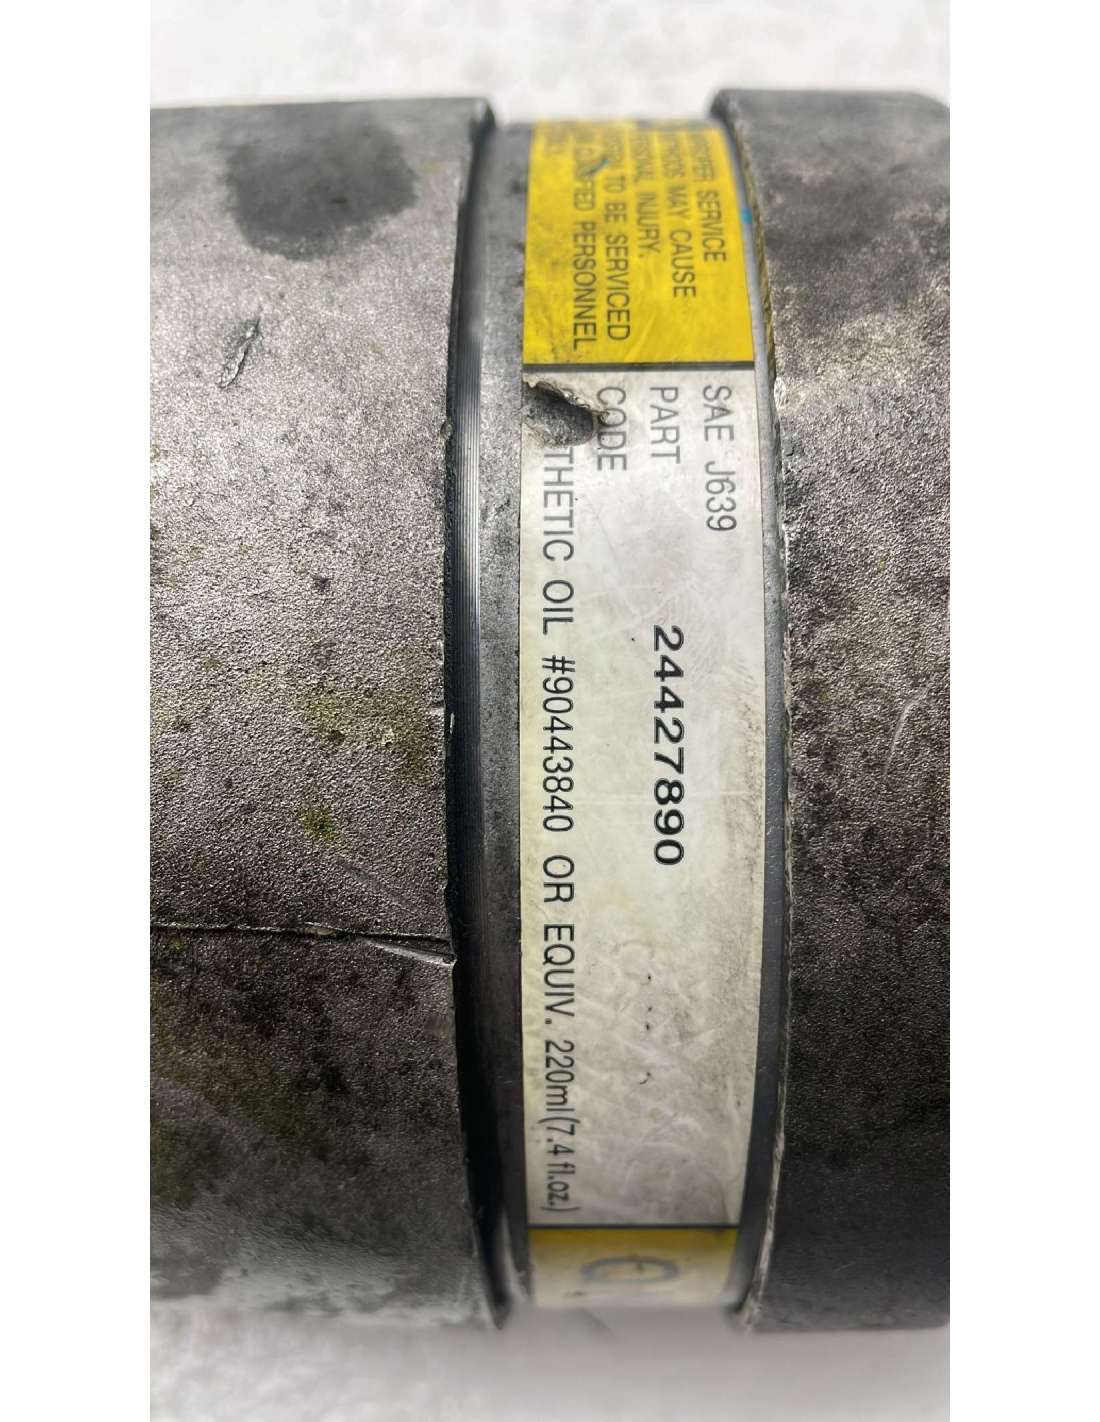 IMPROPER SERVICE
METHODS MAY CAUSE
PERSONAL INJURY.
TO BE SERVICED
PERSONNEL
SAE J639
PART
CODE
24427890
THETIC OIL #90443840 OR EQUIV. 220ml(7.4 fl.oz.)